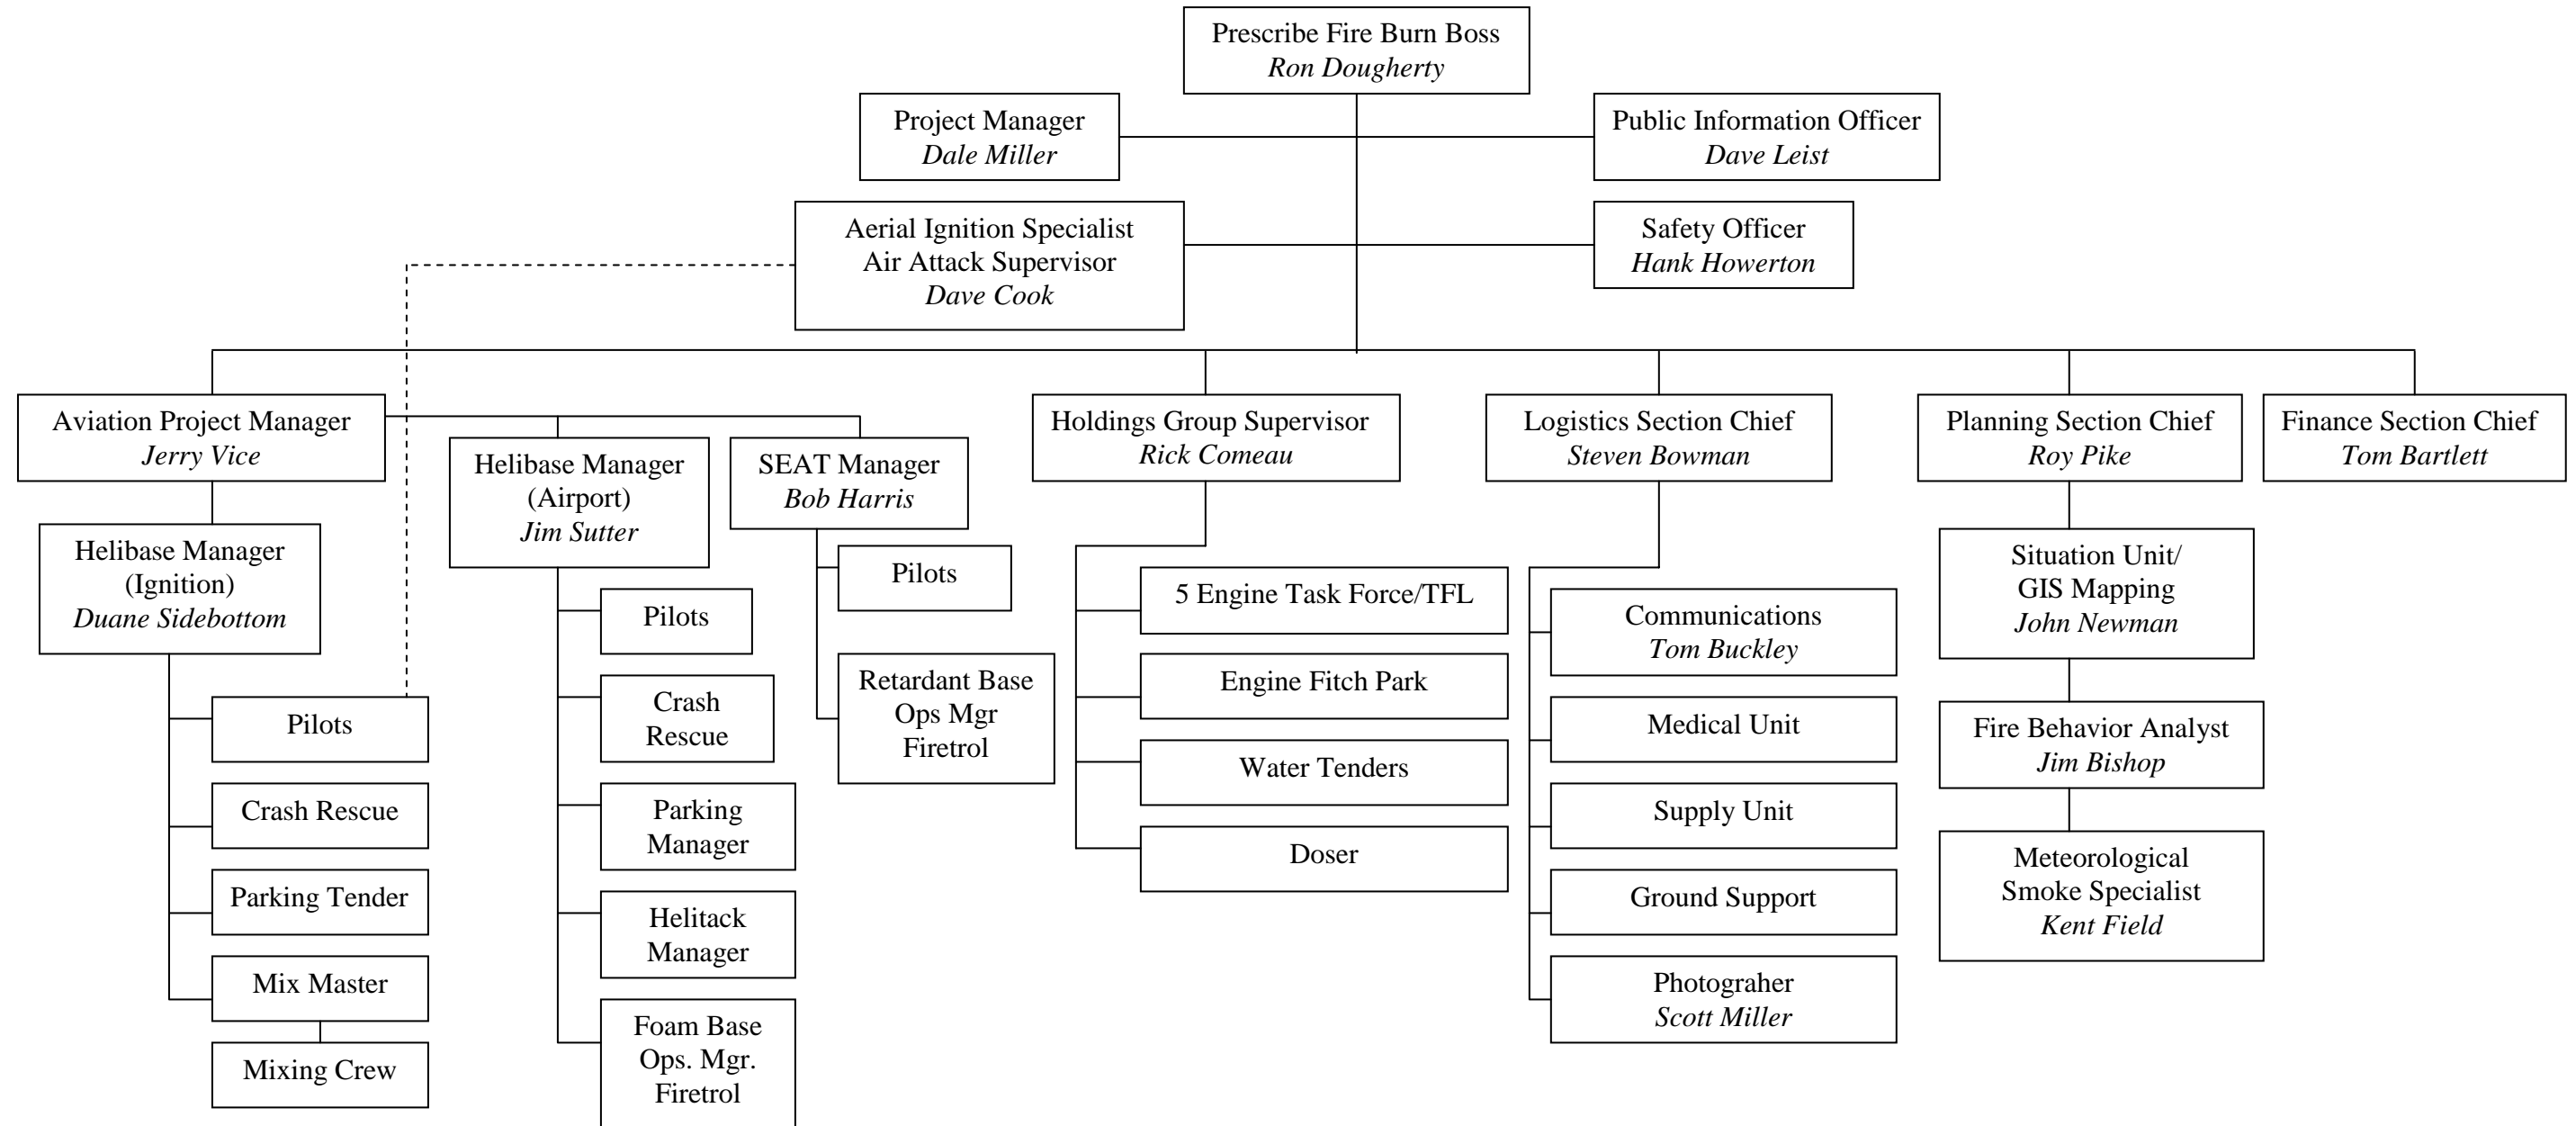 Prescribe Fire Burn Boss
Ron Dougherty
Project Manager
Dale Miller
Public Information Officer
Dave Leist
Aerial Ignition Specialist
Air Attack Supervisor
Dave Cook
Safety Officer
Hank Howerton
Aviation Project Manager
Jerry Vice
Helibase Manager
(Ignition)
Duane Sidebottom
Pilots
Crash Rescue
Parking Tender
Mix Master
Mixing Crew
Helibase Manager
(Airport)
Jim Sutter
Pilots
Crash
Rescue
Parking
Manager
Helitack
Manager
Foam Base
Ops. Mgr.
Firetrol
SEAT Manager
Bob Harris
Pilots
Retardant Base
Ops Mgr
Firetrol
Holdings Group Supervisor
Rick Comeau
5 Engine Task Force/TFL
Engine Fitch Park
Water Tenders
Doser
Logistics Section Chief
Steven Bowman
Communications
Tom Buckley
Medical Unit
Supply Unit
Ground Support
Photograher
Scott Miller
Planning Section Chief
Roy Pike
Situation Unit/
GIS Mapping
John Newman
Fire Behavior Analyst
Jim Bishop
Meteorological
Smoke Specialist
Kent Field
Finance Section Chief
Tom Bartlett